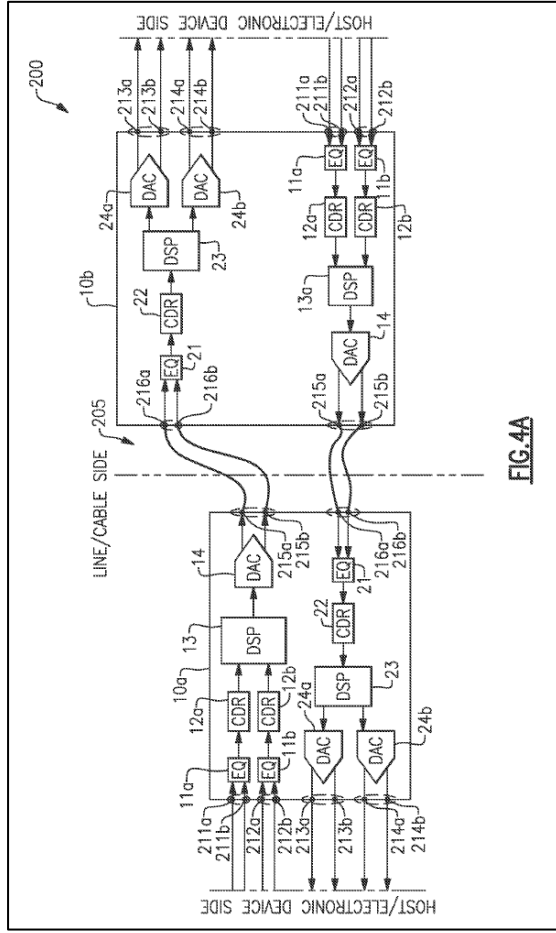 200
LINE/CABLE SIDE
205
10b
216a
216b
EQ
21
22
CDR
DSP
23
24a
DAC
DAC
24b
213a
213b
214a
214b
HOST/ELECTRONIC DEVICE SIDE
211a
211b
212a
212b
11a
EQ
EQ
11b
12a
CDR
CDR
12b
13a
DSP
14
DAC
215a
215b
10a
211a
211b
212a
212b
11a
EQ
EQ
11b
12a
CDR
CDR
12b
13
DSP
14
DAC
215a
215b
216a
216b
EQ
21
22
CDR
DSP
23
24a
DAC
DAC
24b
213a
213b
214a
214b
HOST/ELECTRONIC DEVICE SIDE
FIG.4A